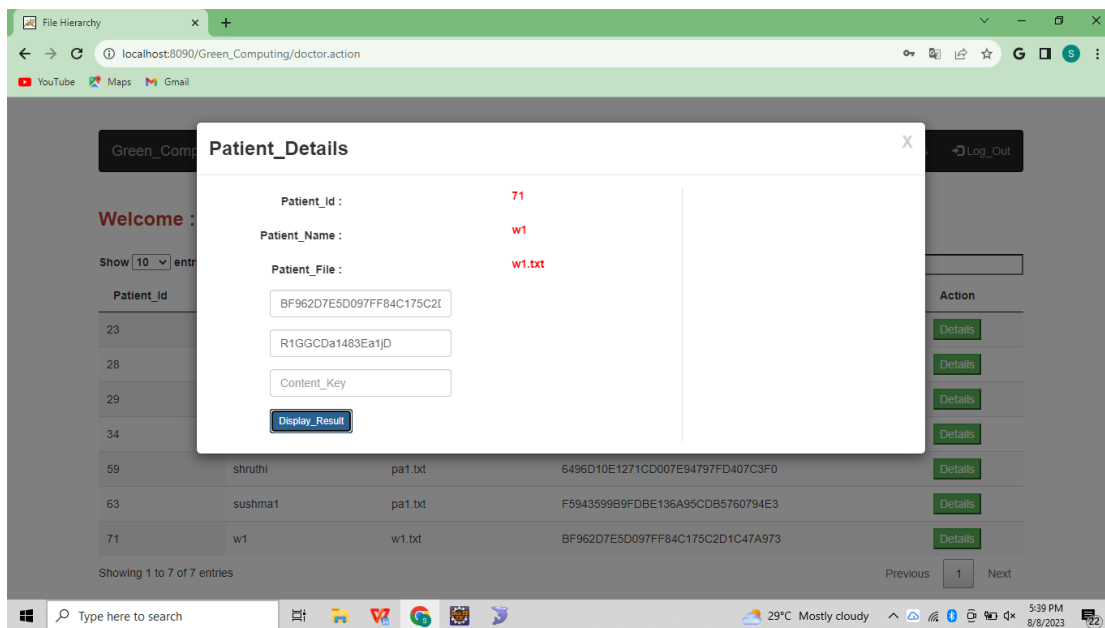 File Hierarchy
localhost:8090/Green_Computing/doctor.action
G S
YouTube Maps Gmail
Green_Comp Log_Out
Patient_Details X
Welcome :
Patient_Id : 71
Patient_Name : w1
Show 10 entr
Patient_File : w1.txt
Patient_Id Action
BF962D7E5D097FF84C175C2
23 Details
R1GGCDa1483Ea1jD
28 Details
Content_Key
29 Details
Display_Result
34 Details
59 shruthi pa1.txt 6496D10E1271CD007E94797FD407C3F0 Details
63 sushma1 pa1.txt F5943599B9FDBE136A95CDB5760794E3 Details
71 w1 w1.txt BF962D7E5D097FF84C175C2D1C47A973 Details
Showing 1 to 7 of 7 entries Previous 1 Next
Type here to search 29°C Mostly cloudy 5:39 PM
8/8/2023 22